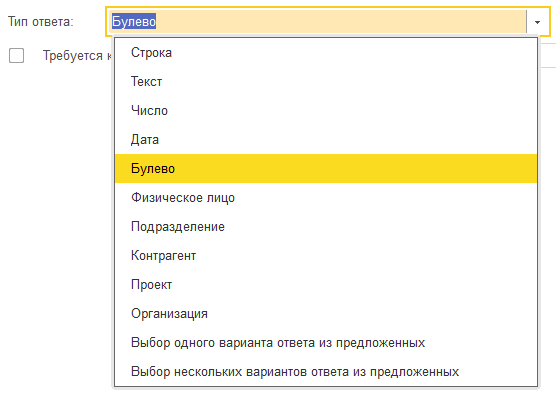 Тип ответа: Булево
Строка
Требуется
Текст
Число
Дата
Булево
Физическое лицо
Подразделение
Контрагент
Проект
Организация
Выбор одного варианта ответа из предложенных
Выбор нескольких вариантов ответа из предложенных